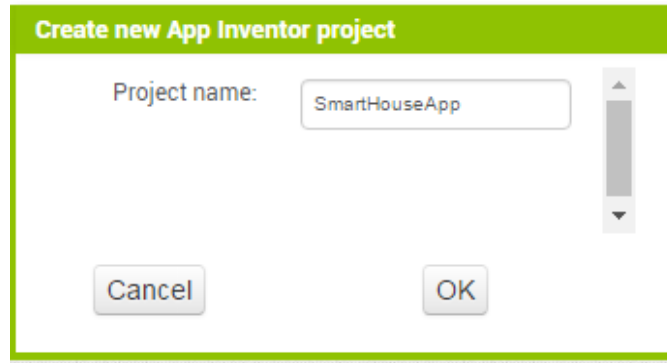 Create new App Inventor project
Project name:
SmartHouseApp
Cancel
OK